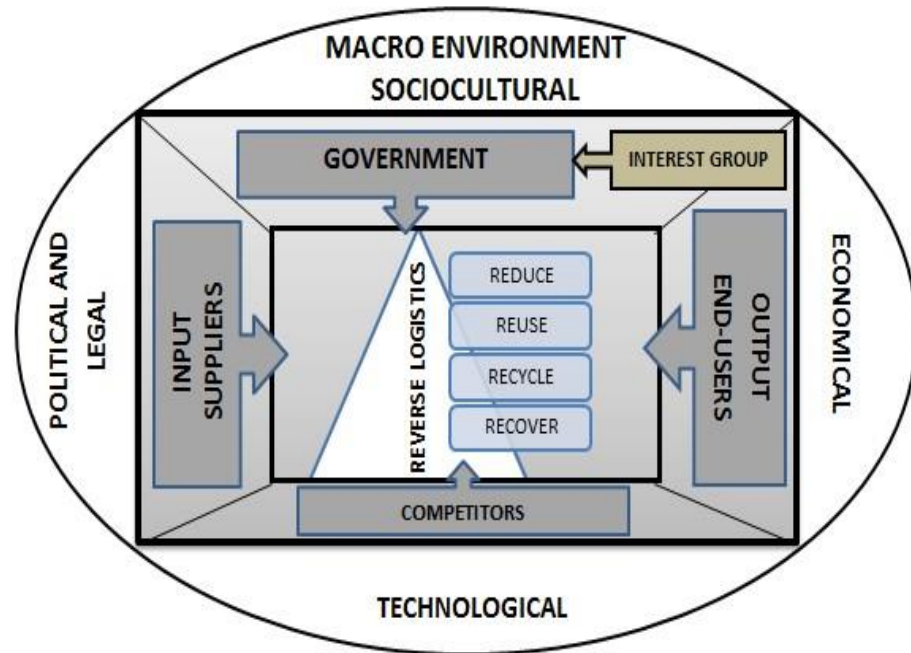 MACRO ENVIRONMENT
SOCIOCULTURAL
GOVERNMENT
INTEREST GROUP
POLITICAL AND
LEGAL
INPUT
SUPPLIERS
REVERSE LOGISTICS
REDUCE
REUSE
RECYCLE
RECOVER
OUTPUT
END-USERS
ECONOMICAL
COMPETITORS
TECHNOLOGICAL